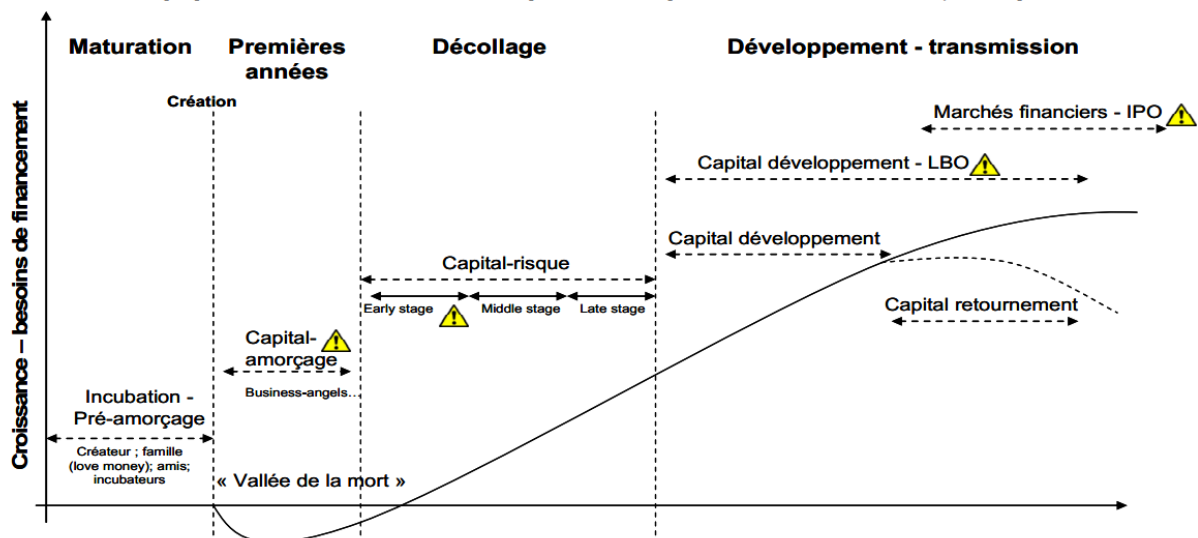 Maturation
Premières
années
Décollage
Développement - transmission
Création
Marchés financiers - IPO
Capital développement - LBO
Capital développement
Capital-risque
Early stage
Middle stage
Late stage
Capital retournement
Capital-
amorçage
Business-angels…
Incubation -
Pré-amorçage
Créateur ; famille
(love money); amis;
incubateurs
« Vallée de la mort »
Croissance – besoins de financement